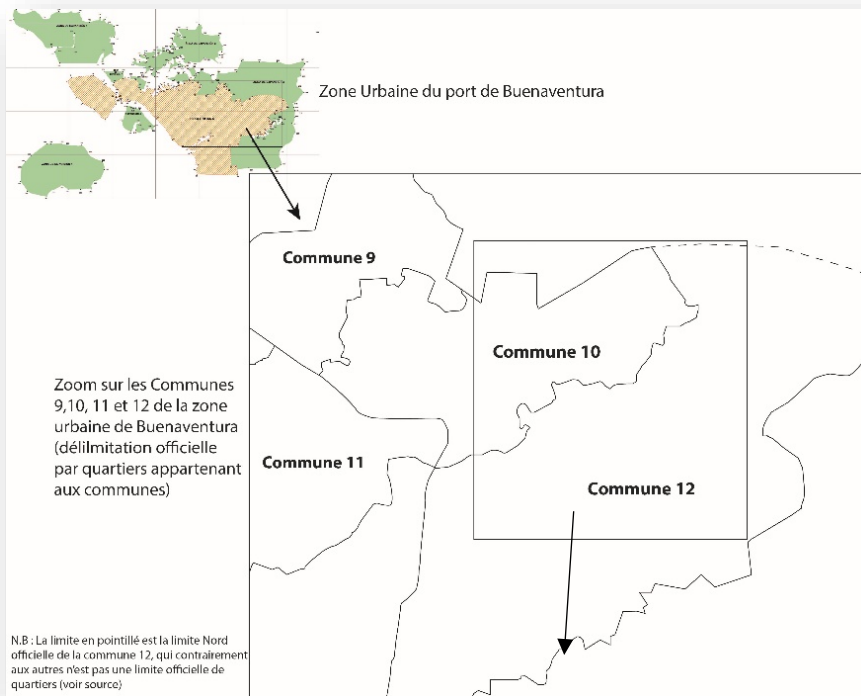 Zone Urbaine du port de Buenaventura
Commune 9
Commune 10
Zoom sur les Communes
9,10, 11 et 12 de la zone
urbaine de Buenaventura
(délilmitation officielle
par quartiers appartenant
aux communes)
Commune 11
Commune 12
N.B : La limite en pointillé est la limite Nord
officielle de la commune 12, qui contrairement
aux autres n'est pas une limite officielle de
quartiers (voir source)